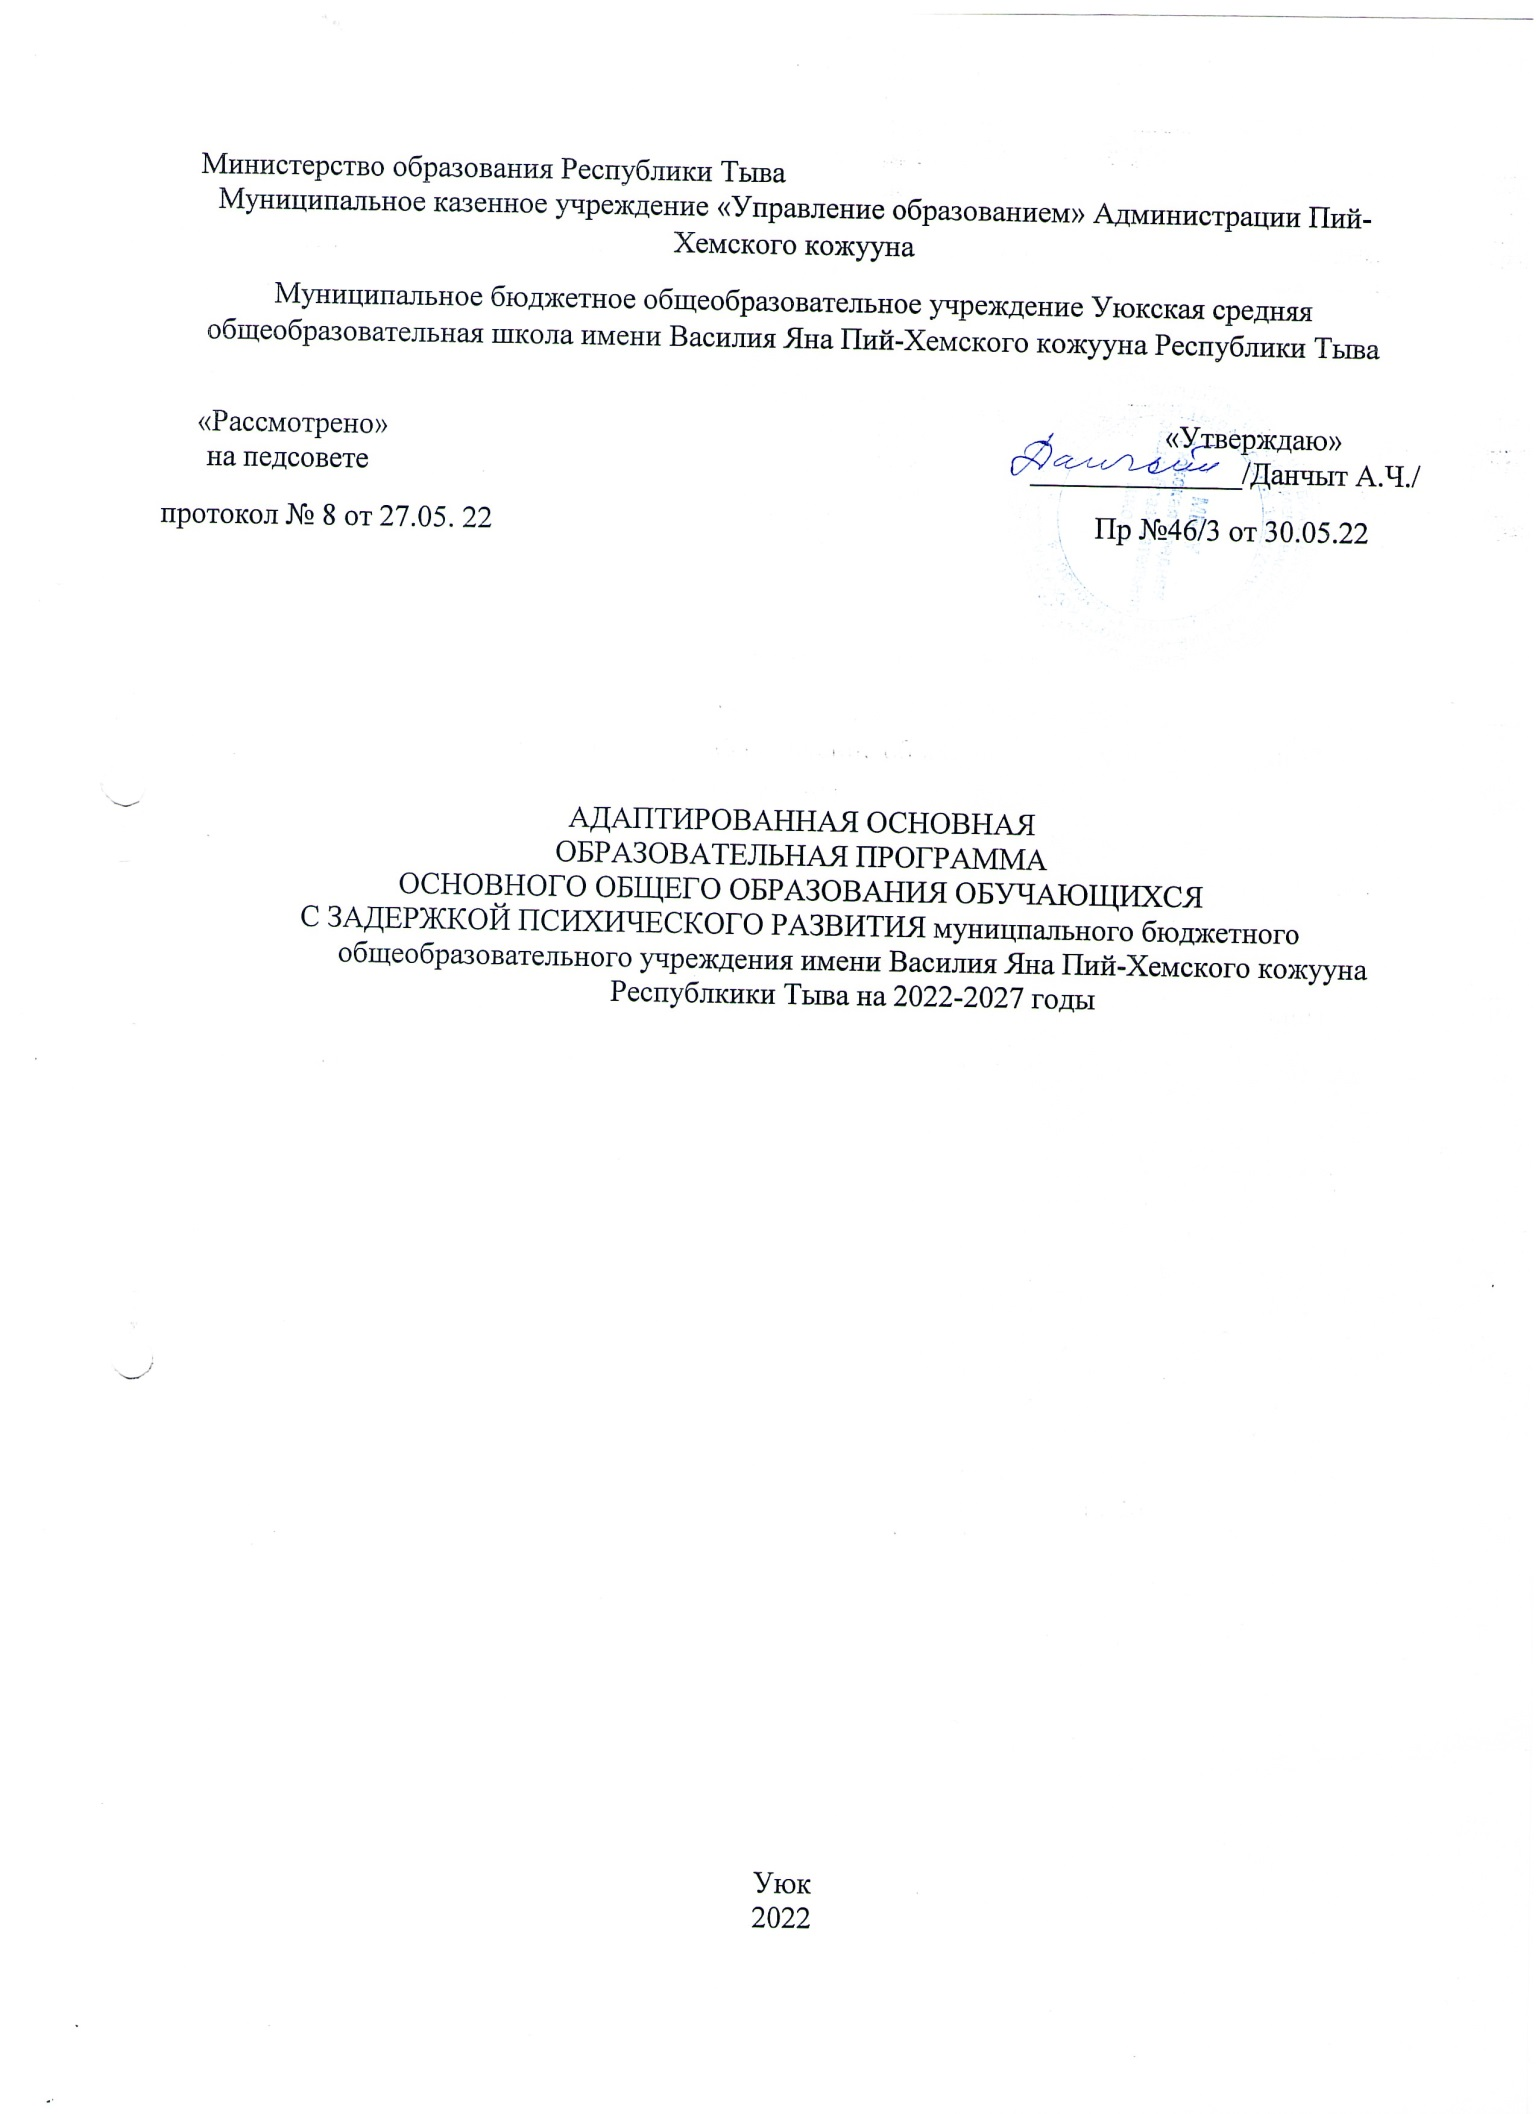 Министерство образования Республики Тыва
Муниципальное казенное учреждение «Управление образованием» Администрации Пий-
Хемского кожууна
Муниципальное бюджетное общеобразовательное учреждение Уюкская средняя
общеобразовательная школа имени Василия Яна Пий-Хемского кожууна Республики Тыва
«Рассмотрено»
на педсовете
протокол № 8 от 27.05. 22
«Утверждаю»
Данчыт /Данчыт А.Ч./
Пр №46/3 от 30.05.22
АДАПТИРОВАННАЯ ОСНОВНАЯ
ОБРАЗОВАТЕЛЬНАЯ ПРОГРАММА
ОСНОВНОГО ОБЩЕГО ОБРАЗОВАНИЯ ОБУЧАЮЩИХСЯ
С ЗАДЕРЖКОЙ ПСИХИЧЕСКОГО РАЗВИТИЯ муницпального бюджетного
общеобразовательного учреждения имени Василия Яна Пий-Хемского кожууна
Республкики Тыва на 2022-2027 годы
Уюк
2022